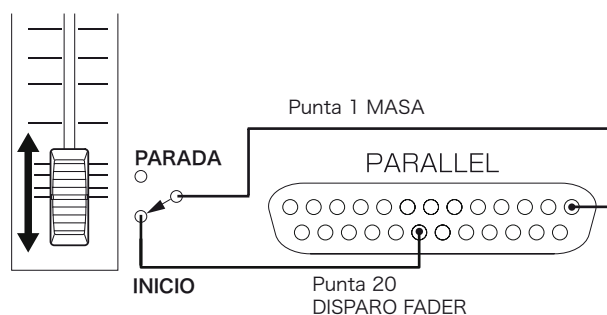 Punta 1 MASA
PARADA
PARALLEL
INICIO
Punta 20
DISPARO FADER